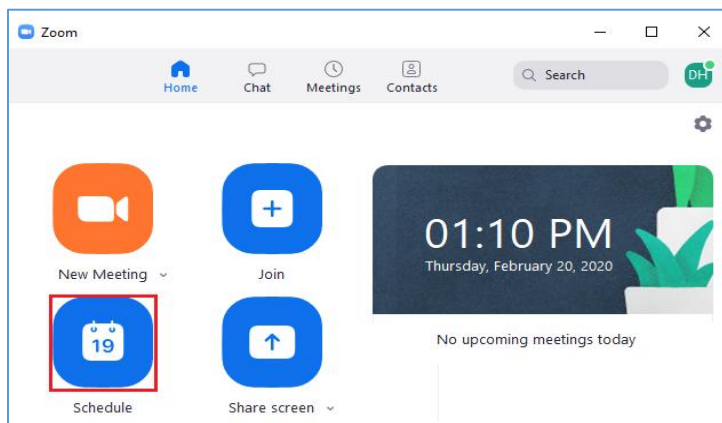 Zoom
Home Chat Meetings Contacts
Search
DH
New Meeting
Join
01:10 PM
Thursday, February 20, 2020
19
Schedule
Share screen
No upcoming meetings today